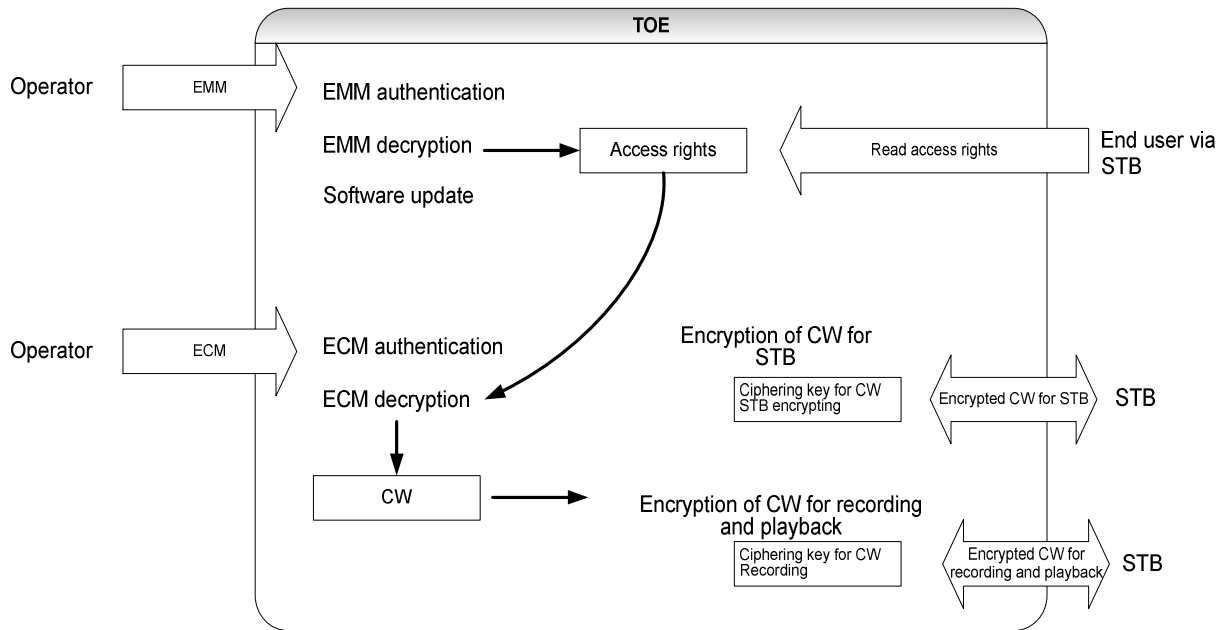 TOE
Operator
EMM
EMM authentication
EMM decryption
Software update
Access rights
Read access rights
End user via
STB
Operator
ECM
ECM authentication
ECM decryption
CW
Encryption of CW for
STB
Ciphering key for CW
STB encrypting
Encrypted CW for STB
STB
Encryption of CW for recording
and playback
Ciphering key for CW
Recording
Encrypted CW for
recording and playback
STB